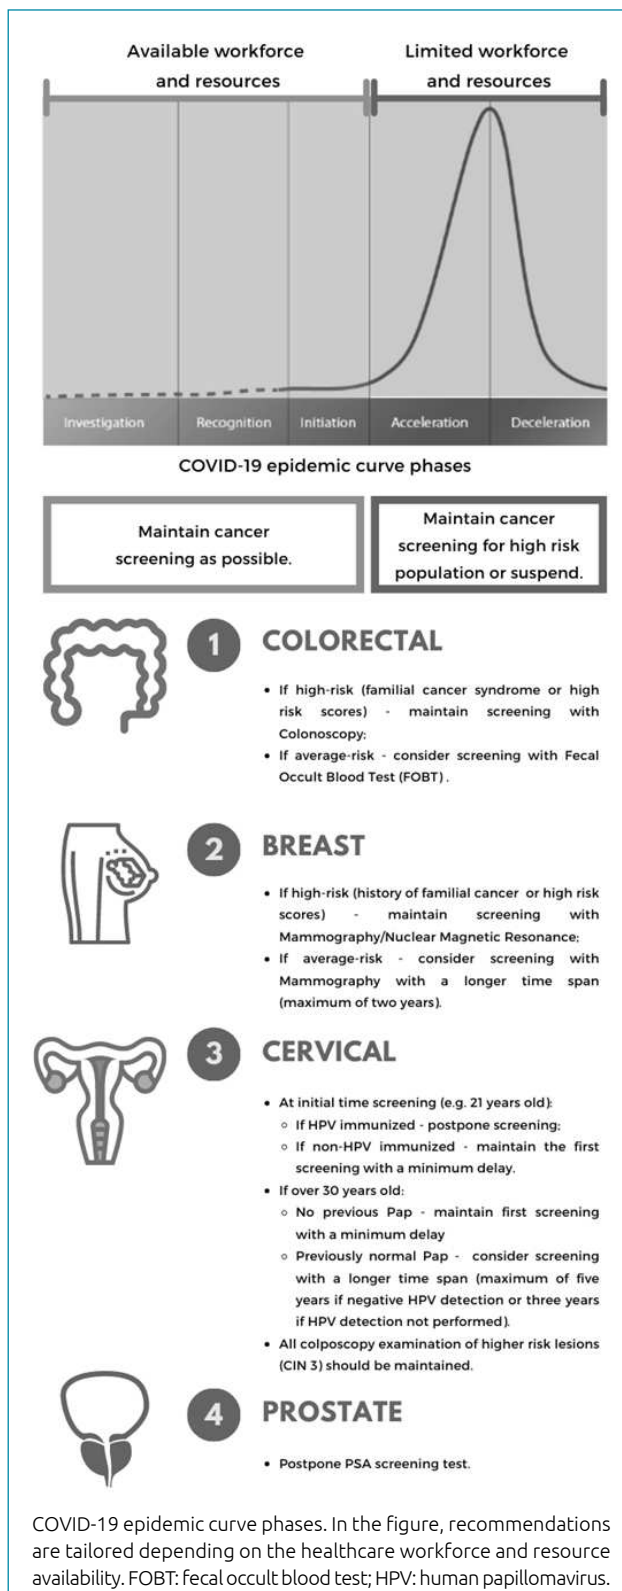 Available workforce
and resources
Limited workforce
and resources
Investigation
Recognition
Initiation
Acceleration
Deceleration
COVID-19 epidemic curve phases
Maintain cancer
screening as possible.
Maintain cancer
screening for high risk
population or suspend.
1
COLORECTAL
• If high-risk (familial cancer syndrome or high
risk scores) - maintain screening with
Colonoscopy;
• If average-risk - consider screening with Fecal
Occult Blood Test (FOBT) .
2
BREAST
• If high-risk (history of familial cancer or high risk
scores) - maintain screening with
Mammography/Nuclear Magnetic Resonance;
• If average-risk - consider screening with
Mammography with a longer time span
(maximum of two years).
3
CERVICAL
• At initial time screening (e.g. 21 years old):
○ If HPV immunized - postpone screening;
○ If non-HPV immunized - maintain the first
screening with a minimum delay.
• If over 30 years old:
○ No previous Pap - maintain first screening
with a minimum delay
○ Previously normal Pap - consider screening
with a longer time span (maximum of five
years if negative HPV detection or three years
if HPV detection not performed).
• All colposcopy examination of higher risk lesions
(CIN 3) should be maintained.
4
PROSTATE
• Postpone PSA screening test.
COVID-19 epidemic curve phases. In the figure, recommendations
are tailored depending on the healthcare workforce and resource
availability. FOBT: fecal occult blood test; HPV: human papillomavirus.